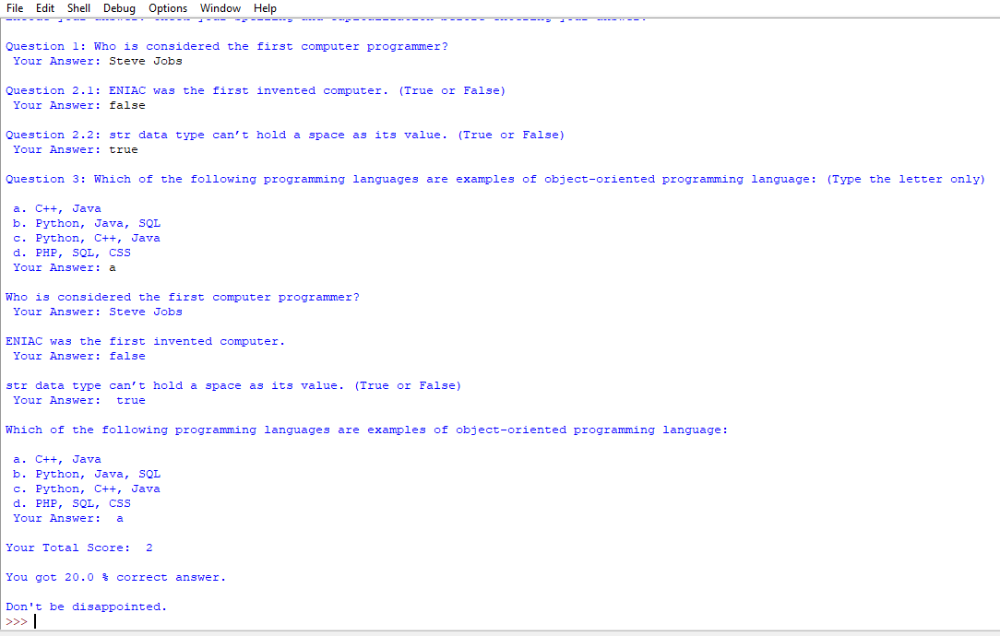 File Edit Shell Debug Options Window Help
Question 1: Who is considered the first computer programmer?
Your Answer: Steve Jobs
Question 2.1: ENIAC was the first invented computer. (True or False)
Your Answer: false
Question 2.2: str data type can’t hold a space as its value. (True or False)
Your Answer: true
Question 3: Which of the following programming languages are examples of object-oriented programming language: (Type the letter only)
a. C++, Java
b. Python, Java, SQL
c. Python, C++, Java
d. PHP, SQL, CSS
Your Answer: a
Who is considered the first computer programmer?
Your Answer: Steve Jobs
ENIAC was the first invented computer.
Your Answer: false
str data type can’t hold a space as its value. (True or False)
Your Answer:  true
Which of the following programming languages are examples of object-oriented programming language:
a. C++, Java
b. Python, Java, SQL
c. Python, C++, Java
d. PHP, SQL, CSS
Your Answer:  a
Your Total Score:  2
You got 20.0 % correct answer.
Don't be disappointed.
>>>